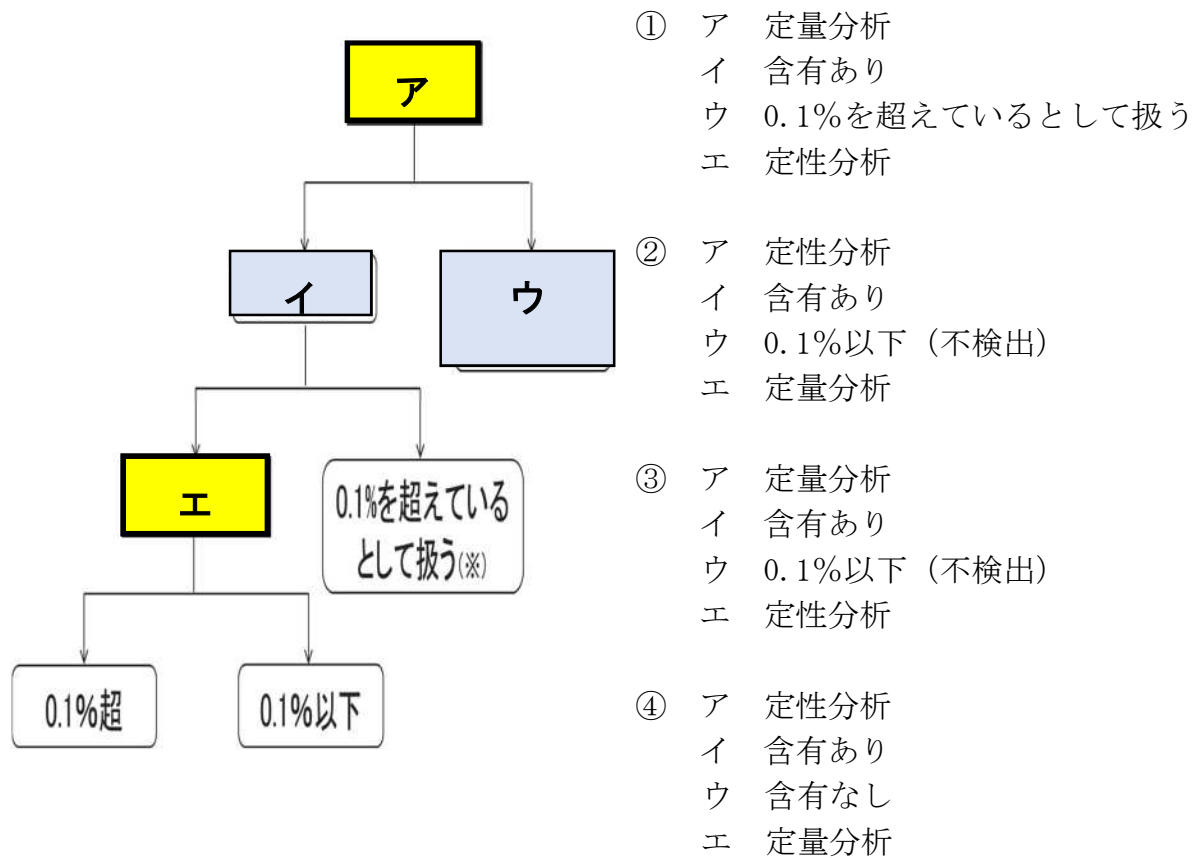 ア
イ
ウ
エ
0.1%を超えている
として扱う(※)
0.1%超
0.1%以下
① ア 定量分析
イ 含有あり
ウ 0.1%を超えているとして扱う
エ 定性分析
② ア 定性分析
イ 含有あり
ウ 0.1%以下（不検出）
エ 定量分析
③ ア 定量分析
イ 含有あり
ウ 0.1%以下（不検出）
エ 定性分析
④ ア 定性分析
イ 含有あり
ウ 含有なし
エ 定量分析